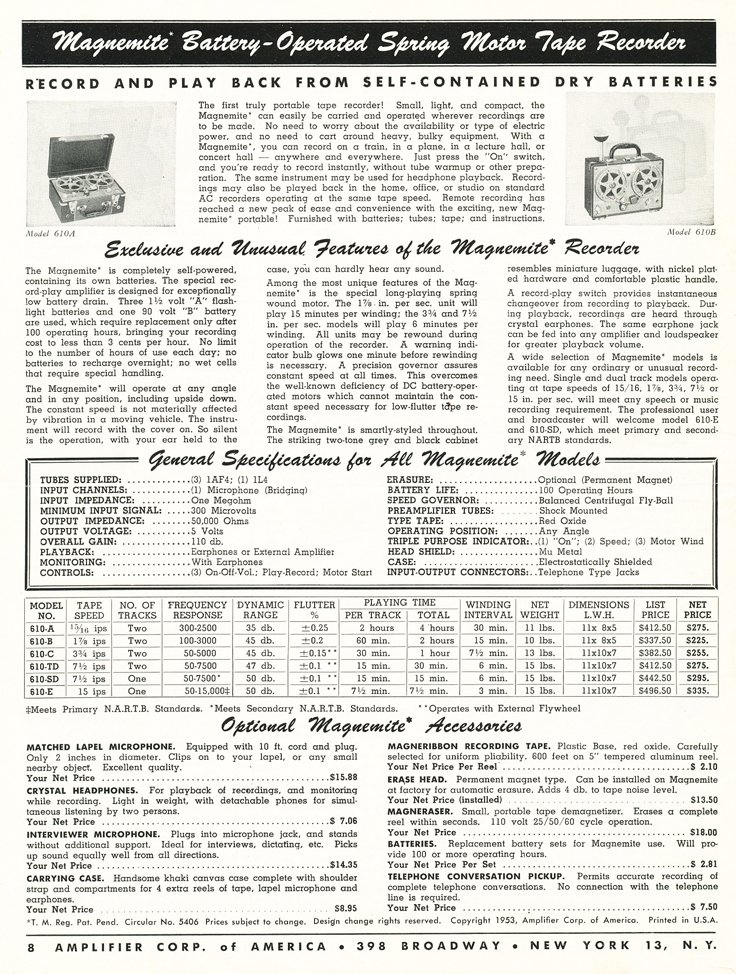 Magnemite* Battery-Operated Spring Motor Tape Recorder
RECORD AND PLAY BACK FROM SELF-CONTAINED DRY BATTERIES
The first truly portable tape recorder! Small, light, and compact, the
Magnemite* can easily be carried and operated wherever recordings are
to be made. No need to worry about the availability or type of electric
power, and no need to cart around heavy, bulky equipment. With a
Magnemite*, you can record on a train, in a plane, in a lecture hall, or
concert hall — anywhere and everywhere. Just press the "On" switch,
and you're ready to record instantly, without tube warmup or other prepa-
ration. The same instrument may be used for headphone playback. Record-
ings may also be played back in the home, office, or studio on standard
AC recorders operating at the same tape speed. Remote recording has
reached a new peak of ease and convenience with the exciting, new Mag-
nemite* portable! Furnished with batteries; tubes; tape; and instructions.
Model 610A
Model 610B
Exclusive and Unusual Features of the Magnemite* Recorder
The Magnemite* is completely self-powered,
containing its own batteries. The special rec-
ord-play amplifier is designed for exceptionally
low battery drain. Three 1½ volt "A" flash-
light batteries and one 90 volt "B" battery
are used, which require replacement only after
100 operating hours, bringing your recording
cost to less than 3 cents per hour. No limit
to the number of hours of use each day; no
batteries to recharge overnight; no wet cells
that require special handling.
The Magnemite* will operate at any angle
and in any position, including upside down.
The constant speed is not materially affected
by vibration in a moving vehicle. The instru-
ment will record with the cover on. So silent
is the operation, with your ear held to the
case, you can hardly hear any sound.
Among the most unique features of the Mag-
nemite* is the special long-playing spring
wound motor. The 1⅞ in. per sec. unit will
play 15 minutes per winding; the 3¾ and 7½
in. per sec. models will play 6 minutes per
winding. All units may be rewound during
operation of the recorder. A warning indi-
cator bulb glows one minute before rewinding
is necessary. A precision governor assures
constant speed at all times. This overcomes
the well-known deficiency of DC battery-oper-
ated motors which cannot maintain the con-
stant speed necessary for low-flutter tape re-
cordings.
The Magnemite* is smartly-styled throughout.
The striking two-tone grey and black cabinet
resembles miniature luggage, with nickel plat-
ed hardware and comfortable plastic handle.
A record-play switch provides instantaneous
changeover from recording to playback. Dur-
ing playback, recordings are heard through
crystal earphones. The same earphone jack
can be fed into any amplifier and loudspeaker
for greater playback volume.
A wide selection of Magnemite* models is
available for any ordinary or unusual record-
ing need. Single and dual track models opera-
ting at tape speeds of 15/16, 1⅞, 3¾, 7½ or
15 in. per sec. will meet any speech or music
recording requirement. The professional user
and broadcaster will welcome model 610-E
and 610-SD, which meet primary and second-
ary NARTB standards.
General Specifications for All Magnemite* Models
TUBES SUPPLIED: ............(3) 1AF4; (1) 1L4
INPUT CHANNELS: ...........(1) Microphone (Bridging)
INPUT IMPEDANCE: ..........One Megohm
MINIMUM INPUT SIGNAL: .....300 Microvolts
OUTPUT IMPEDANCE: ........50,000 Ohms
OUTPUT VOLTAGE: ...........5 Volts
OVERALL GAIN: ..............110 db.
PLAYBACK: ...................Earphones or External Amplifier
MONITORING: ................With Earphones
CONTROLS: ..................(3) On-Off-Vol.; Play-Record; Motor Start
ERASURE: ....................Optional (Permanent Magnet)
BATTERY LIFE: ................100 Operating Hours
SPEED GOVERNOR: ............Balanced Centrifugal Fly-Ball
PREAMPLIFIER TUBES: ........Shock Mounted
TYPE TAPE: ...................Red Oxide
OPERATING POSITION: ........Any Angle
TRIPLE PURPOSE INDICATOR:..(1) "On"; (2) Speed; (3) Motor Wind
HEAD SHIELD: .................Mu Metal
CASE: .........................Electrostatically Shielded
INPUT-OUTPUT CONNECTORS:..Telephone Type Jacks
MODEL NO. TAPE SPEED NO. OF TRACKS FREQUENCY RESPONSE DYNAMIC RANGE FLUTTER % PLAYING TIME PER TRACK TOTAL WINDING INTERVAL NET WEIGHT DIMENSIONS L.W.H. LIST PRICE NET PRICE
610-A 15/16 ips Two 300-2500 35 db. ±0.25 2 hours 4 hours 30 min. 11 lbs. 11x 8x5 $412.50 $275.
610-B 1⅞ ips Two 100-3000 45 db. ±0.2 60 min. 2 hours 15 min. 10 lbs. 11x 8x5 $337.50 $225.
610-C 3¾ ips Two 50-5000 45 db. ±0.15** 30 min. 1 hour 7½ min. 13 lbs. 11x10x7 $382.50 $255.
610-TD 7½ ips Two 50-7500 47 db. ±0.1 ** 15 min. 30 min. 6 min. 15 lbs. 11x10x7 $412.50 $275.
610-SD 7½ ips One 50-7500* 50 db. ±0.1 ** 15 min. 15 min. 6 min. 15 lbs. 11x10x7 $442.50 $295.
610-E 15 ips One 50-15,000‡ 50 db. ±0.1 ** 7½ min. 7½ min. 3 min. 15 lbs. 11x10x7 $496.50 $335.
‡Meets Primary N.A.R.T.B. Standards. *Meets Secondary N.A.R.T.B. Standards. **Operates with External Flywheel
Optional Magnemite* Accessories
MATCHED LAPEL MICROPHONE. Equipped with 10 ft. cord and plug.
Only 2 inches in diameter. Clips on to your lapel, or any small
nearby object. Excellent quality.
Your Net Price ........................................$15.88
CRYSTAL HEADPHONES. For playback of recordings, and monitoring
while recording. Light in weight, with detachable phones for simul-
taneous listening by two persons.
Your Net Price ........................................$ 7.06
INTERVIEWER MICROPHONE. Plugs into microphone jack, and stands
without additional support. Ideal for interviews, dictating, etc. Picks
up sound equally well from all directions.
Your Net Price ........................................$14.35
CARRYING CASE. Handsome khaki canvas case complete with shoulder
strap and compartments for 4 extra reels of tape, lapel microphone and
earphones.
Your Net Price ........................................$8.95
MAGNERIBBON RECORDING TAPE. Plastic Base, red oxide. Carefully
selected for uniform pliability. 600 feet on 5" tempered aluminum reel.
Your Net Price Per Reel ...............................$ 2.10
ERASE HEAD. Permanent magnet type. Can be installed on Magnemite
at factory for automatic erasure. Adds 4 db. to tape noise level.
Your Net Price (installed) ............................$13.50
MAGNERASER. Small, portable tape demagnetizer. Erases a complete
reel within seconds. 110 volt 25/50/60 cycle operation.
Your Net Price ........................................$18.00
BATTERIES. Replacement battery sets for Magnemite use. Will pro-
vide 100 or more operating hours.
Your Net Price Per Set ................................$ 2.81
TELEPHONE CONVERSATION PICKUP. Permits accurate recording of
complete telephone conversations. No connection with the telephone
line is required.
Your Net Price ........................................$ 7.50
*T. M. Reg. Pat. Pend. Circular No. 5406 Prices subject to change. Design change rights reserved. Copyright 1953, Amplifier Corp. of America. Printed in U.S.A.
8 AMPLIFIER CORP. of AMERICA • 398 BROADWAY • NEW YORK 13, N. Y.